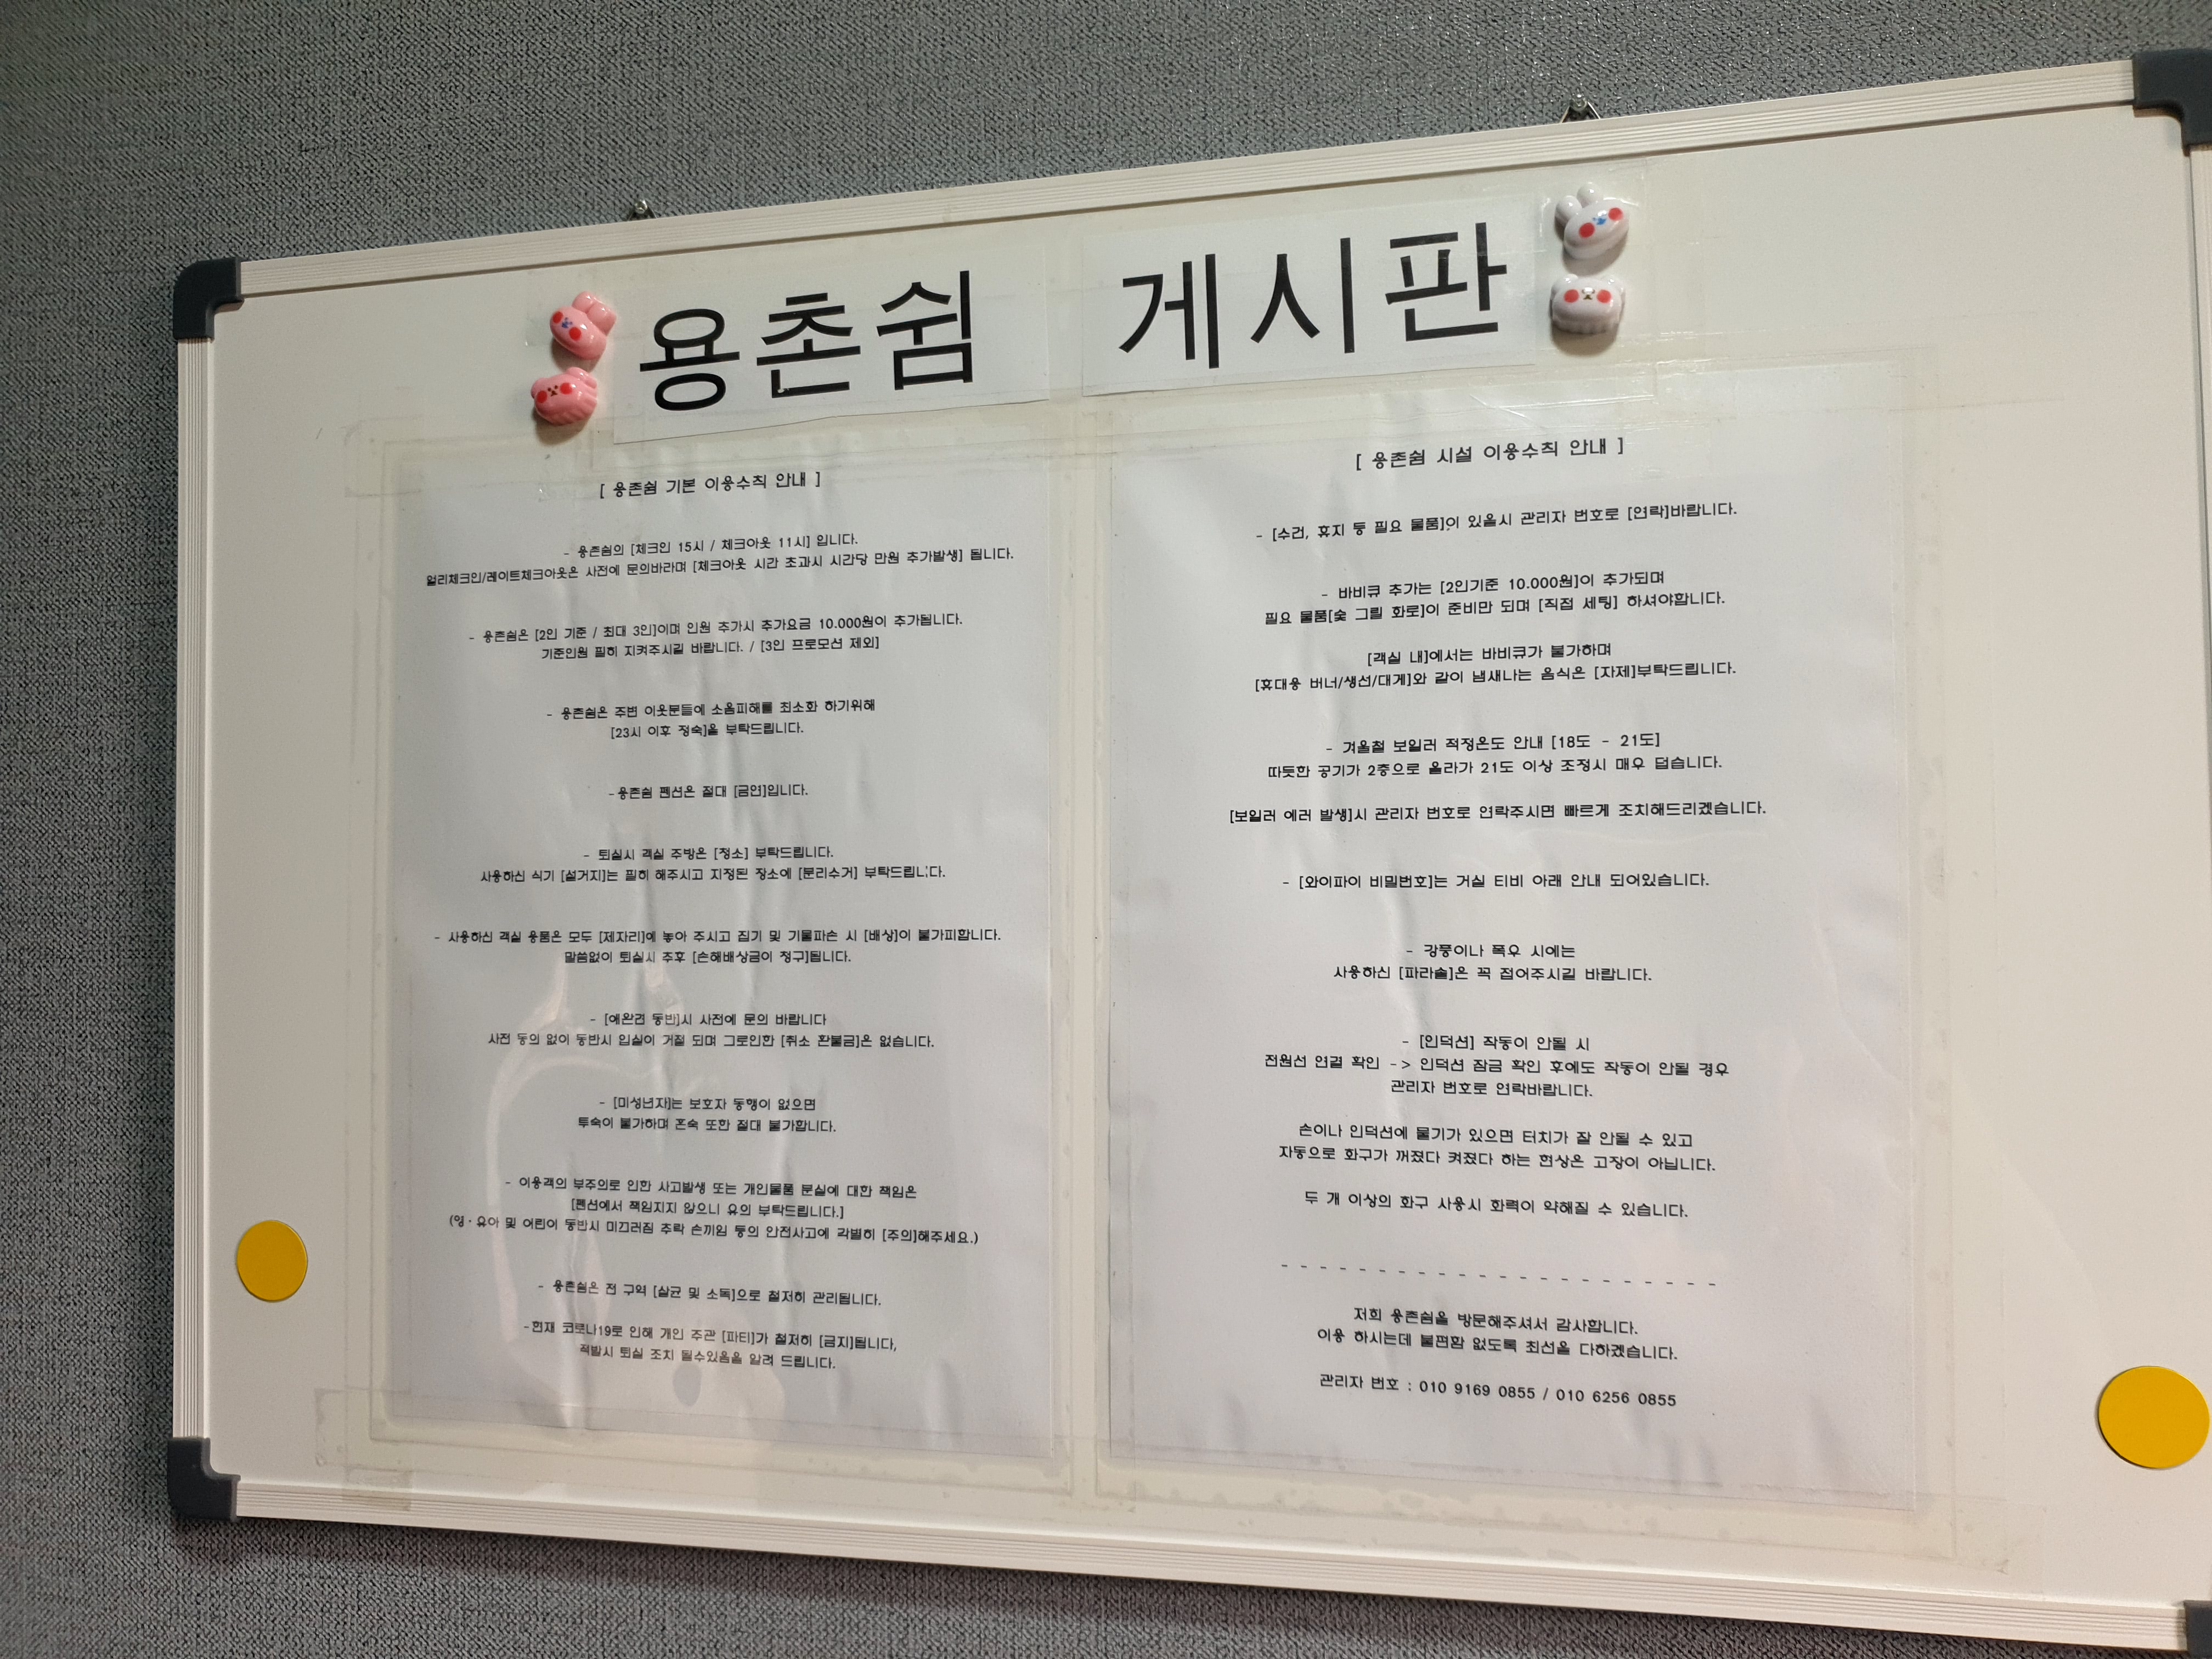 용촌쉼 게시판
[ 용촌쉼 기본 이용수칙 안내 ]
- 용촌쉼의 [체크인 15시 / 체크아웃 11시] 입니다.
얼리체크인/레이트체크아웃은 사전에 문의바라며 [체크아웃 시간 초과시 시간당 만원 추가발생] 됩니다.
- 용촌쉼은 [2인 기준 / 최대 3인]이며 인원 추가시 추가요금 10.000원이 추가됩니다.
기준인원 필히 지켜주시길 바랍니다. / [3인 프로모션 제외]
- 용촌쉼은 주변 이웃분들에 소음피해를 최소화 하기위해
[23시 이후 정숙]을 부탁드립니다.
-용촌쉼 펜션은 절대 [금연]입니다.
- 퇴실시 객실 주방은 [청소] 부탁드립니다.
사용하신 식기 [설거지]는 필히 해주시고 지정된 장소에 [분리수거] 부탁드립니다.
- 사용하신 객실 용품은 모두 [제자리]에 놓아 주시고 집기 및 기물파손 시 [배상]이 불가피합니다.
말씀없이 퇴실시 추후 [손해배상금이 청구]됩니다.
- [애완견 동반]시 사전에 문의 바랍니다
사전 동의 없이 동반시 입실이 거절 되며 그로인한 [취소 환불금]은 없습니다.
- [미성년자]는 보호자 동행이 없으면
투숙이 불가하며 혼숙 또한 절대 불가합니다.
- 이용객의 부주의로 인한 사고발생 또는 개인물품 분실에 대한 책임은
[펜션에서 책임지지 않으니 유의 부탁드립니다.]
(영·유아 및 어린이 동반시 미끄러짐 추락 손끼임 등의 안전사고에 각별히 [주의]해주세요.)
- 용촌쉼은 전 구역 [살균 및 소독]으로 철저히 관리됩니다.
-현재 코로나19로 인해 개인 주관 [파티]가 철저히 [금지]됩니다,
적발시 퇴실 조치 될수있음을 알려 드립니다.
[ 용촌쉼 시설 이용수칙 안내 ]
- [수건, 휴지 등 필요 물품]이 있을시 관리자 번호로 [연락]바랍니다.
- 바비큐 추가는 [2인기준 10.000원]이 추가되며
필요 물품[숯 그릴 화로]이 준비만 되며 [직접 세팅] 하셔야합니다.
[객실 내]에서는 바비큐가 불가하며
[휴대용 버너/생선/대게]와 같이 냄새나는 음식은 [자제]부탁드립니다.
- 겨울철 보일러 적정온도 안내 [18도 - 21도]
따듯한 공기가 2층으로 올라가 21도 이상 조정시 매우 덥습니다.
[보일러 에러 발생]시 관리자 번호로 연락주시면 빠르게 조치해드리겠습니다.
- [와이파이 비밀번호]는 거실 티비 아래 안내 되어있습니다.
- 강풍이나 폭우 시에는
사용하신 [파라솔]은 꼭 접어주시길 바랍니다.
- [인덕션] 작동이 안될 시
전원선 연결 확인 -> 인덕션 잠금 확인 후에도 작동이 안될 경우
관리자 번호로 연락바랍니다.
손이나 인덕션에 물기가 있으면 터치가 잘 안될 수 있고
자동으로 화구가 꺼졌다 켜졌다 하는 현상은 고장이 아닙니다.
두 개 이상의 화구 사용시 화력이 약해질 수 있습니다.
- - - - - - - - - - - - - - - - - - - - - -
저희 용촌쉼을 방문해주셔서 감사합니다.
이용 하시는데 불편함 없도록 최선을 다하겠습니다.
관리자 번호 : 010 9169 0855 / 010 6256 0855